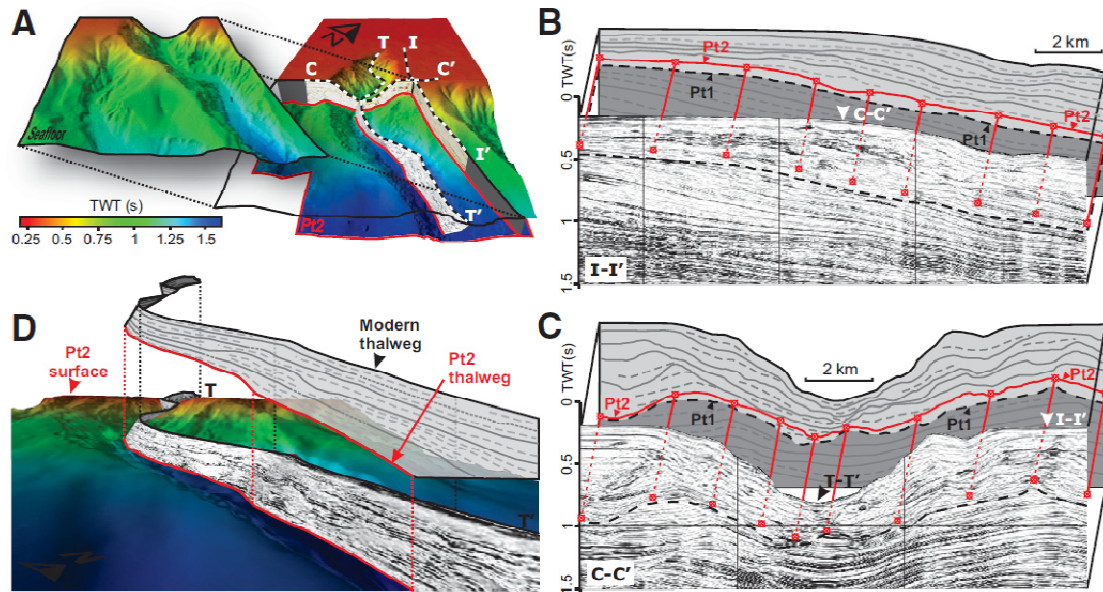 A
T
I
C
C'
Seafloor
I'
T'
Pt2
TWT (s)
0.25 0.5 0.75 1 1.25 1.5
B
2 km
Pt2
0 TWT(s)
Pt1
C-C'
Pt2
Pt1
0.5
1
1.5
I-I'
D
Modern
thalweg
Pt2
surface
Pt2
thalweg
T
T'
C
2 km
0 TWT(s)
Pt2
Pt2
Pt1
Pt1
I-I'
0.5
T-T'
1
1.5
C-C'